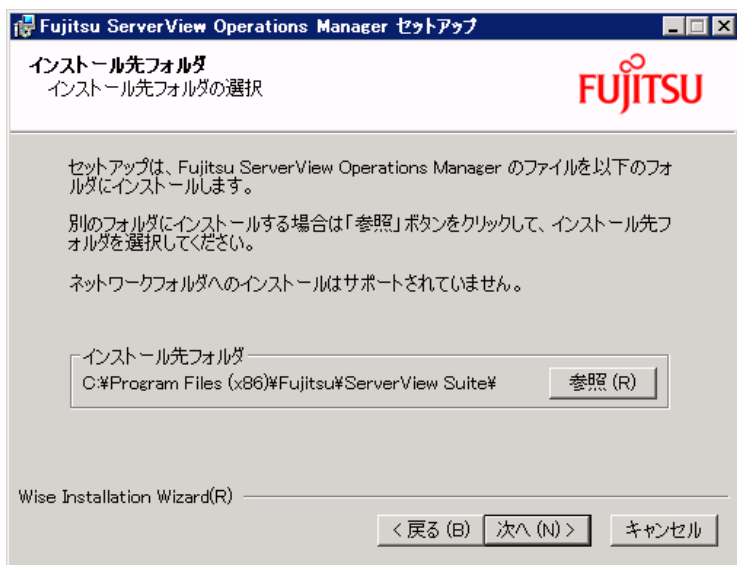 Fujitsu ServerView Operations Manager セットアップ
インストール先フォルダ
インストール先フォルダの選択
FUJITSU
セットアップは、Fujitsu ServerView Operations Manager のファイルを以下のフォ
ルダにインストールします。
別のフォルダにインストールする場合は「参照」ボタンをクリックして、インストール先フ
ォルダを選択してください。
ネットワークフォルダへのインストールはサポートされていません。
インストール先フォルダ
C:¥Program Files (x86)¥Fujitsu¥ServerView Suite¥
参照 (R)
Wise Installation Wizard(R)
< 戻る (B) 次へ (N) > キャンセル